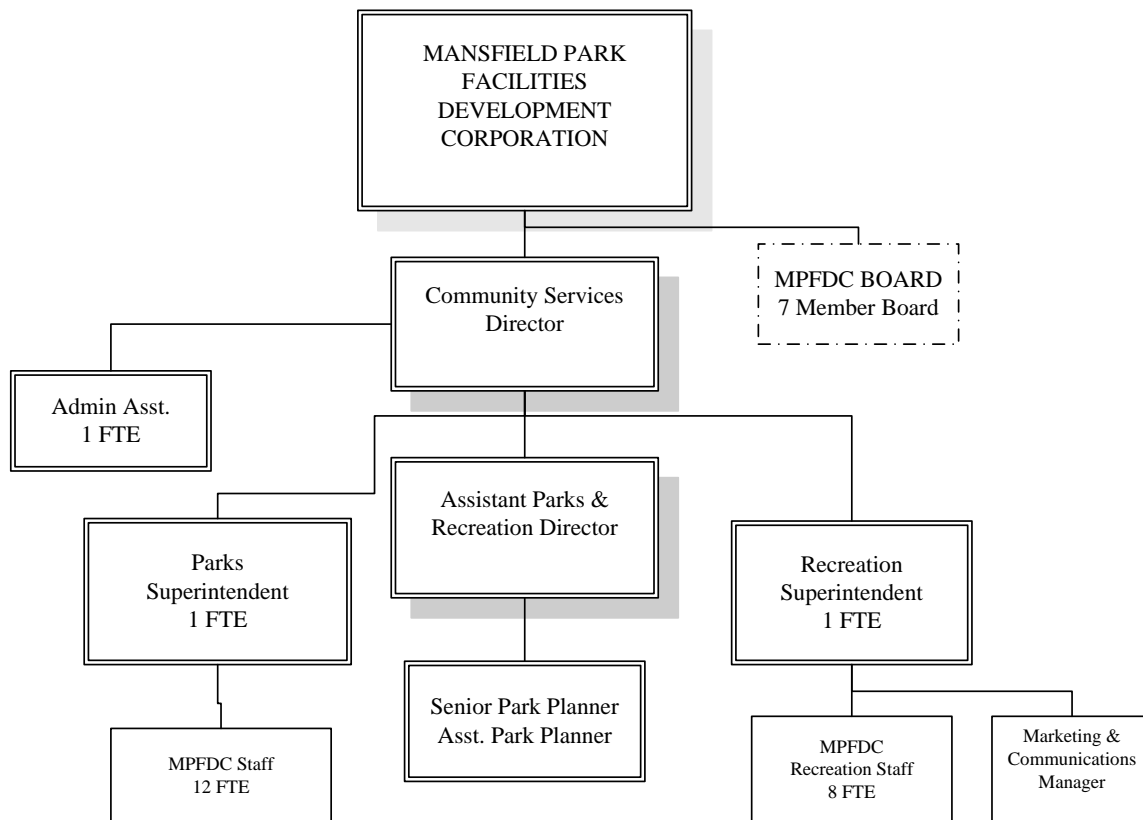 MANSFIELD PARK
FACILITIES
DEVELOPMENT
CORPORATION
MPFDC BOARD
7 Member Board
Community Services
Director
Admin Asst.
1 FTE
Assistant Parks &
Recreation Director
Parks
Superintendent
1 FTE
Recreation
Superintendent
1 FTE
Senior Park Planner
Asst. Park Planner
MPFDC Staff
12 FTE
MPFDC
Recreation Staff
8 FTE
Marketing &
Communications
Manager